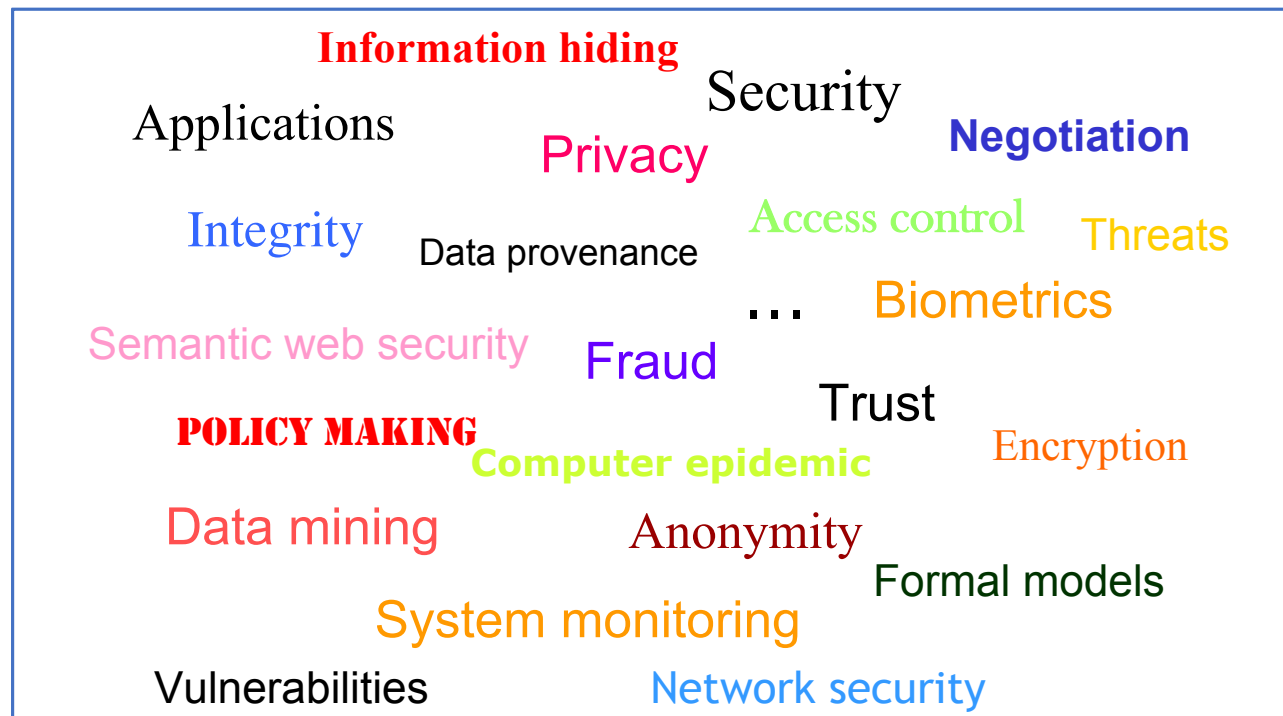 Information hiding
Security
Applications
Negotiation
Privacy
Integrity
Access control
Threats
Data provenance
...
Biometrics
Semantic web security
Fraud
Trust
POLICY MAKING
Encryption
Computer epidemic
Data mining
Anonymity
Formal models
System monitoring
Vulnerabilities
Network security